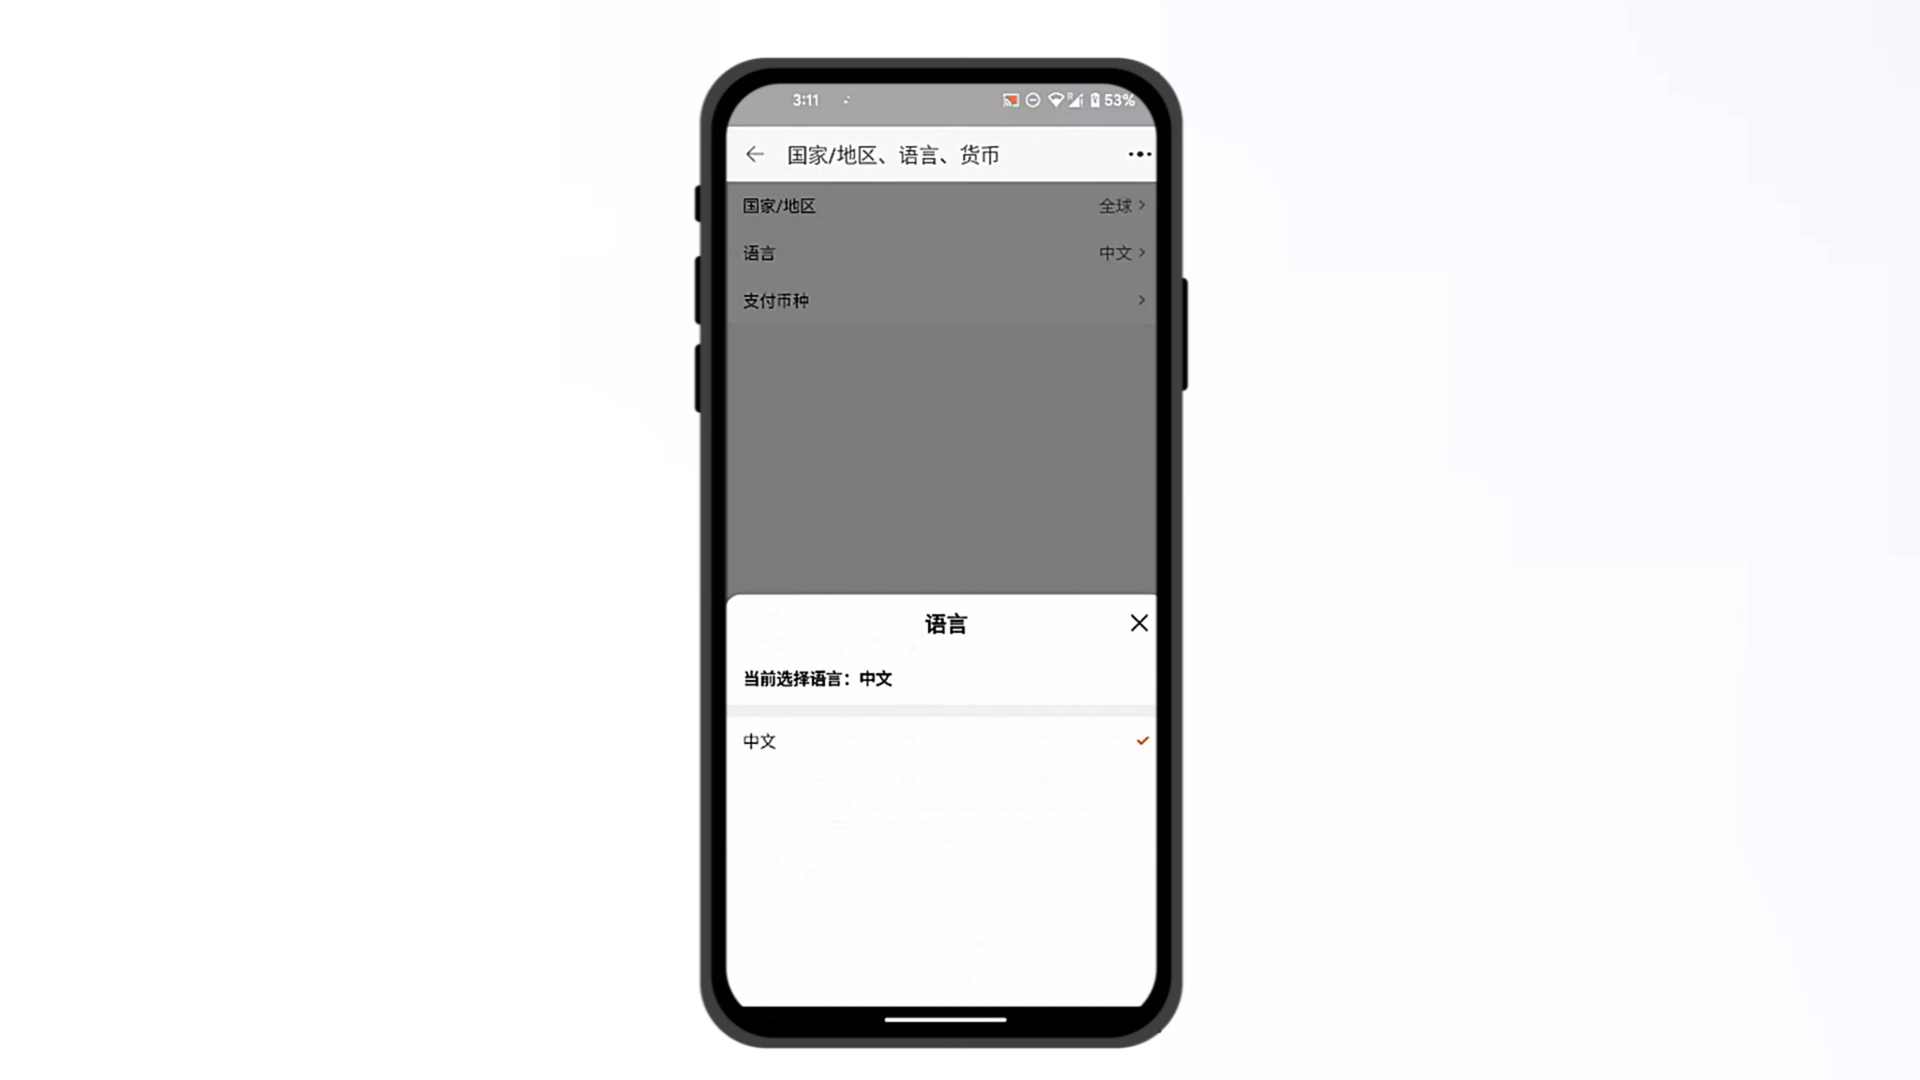 3:11
53%
国家/地区、语言、货币
国家/地区 全球
语言 中文
支付币种
语言
当前选择语言：中文
中文